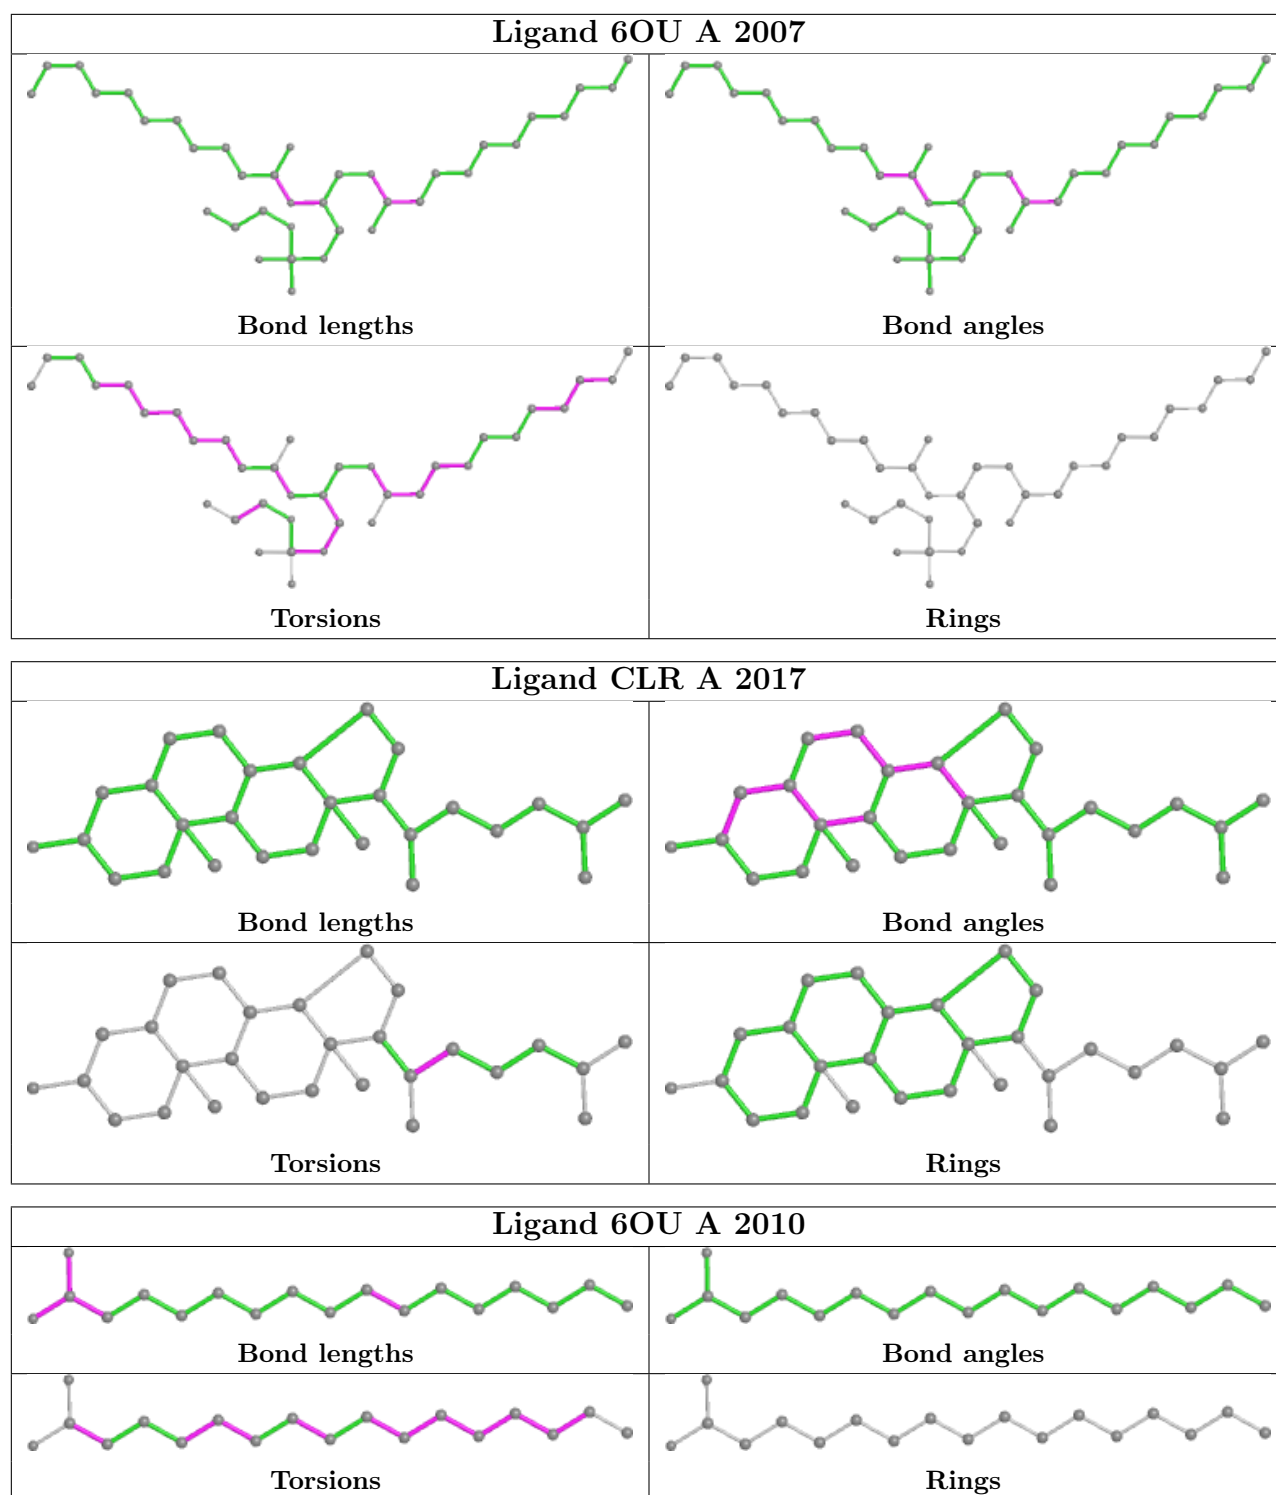 Ligand 6OU A 2007
Bond lengths
Bond angles
Torsions
Rings
Ligand CLR A 2017
Bond lengths
Bond angles
Torsions
Rings
Ligand 6OU A 2010
Bond lengths
Bond angles
Torsions
Rings